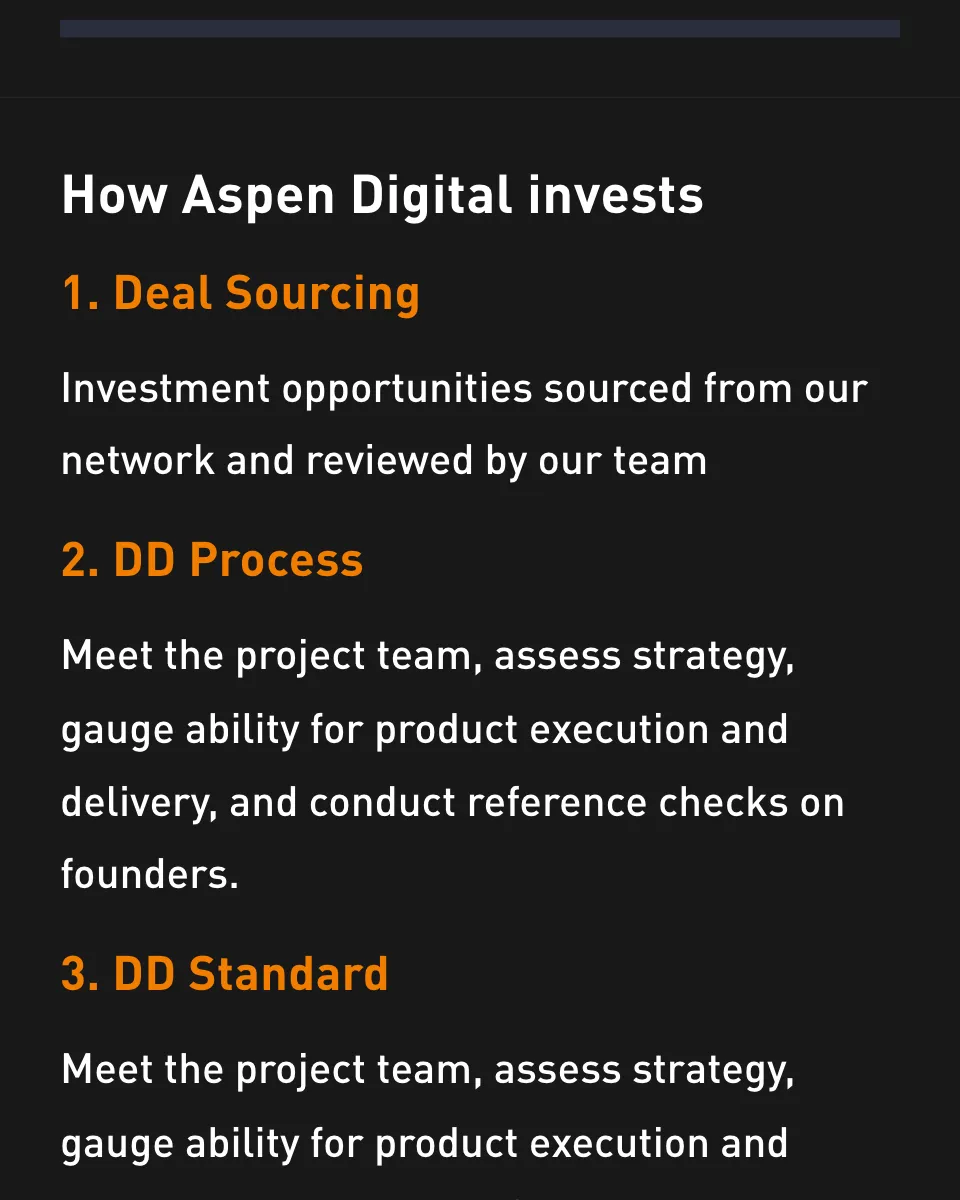 How Aspen Digital invests
1. Deal Sourcing
Investment opportunities sourced from our
network and reviewed by our team
2. DD Process
Meet the project team, assess strategy,
gauge ability for product execution and
delivery, and conduct reference checks on
founders.
3. DD Standard
Meet the project team, assess strategy,
gauge ability for product execution and